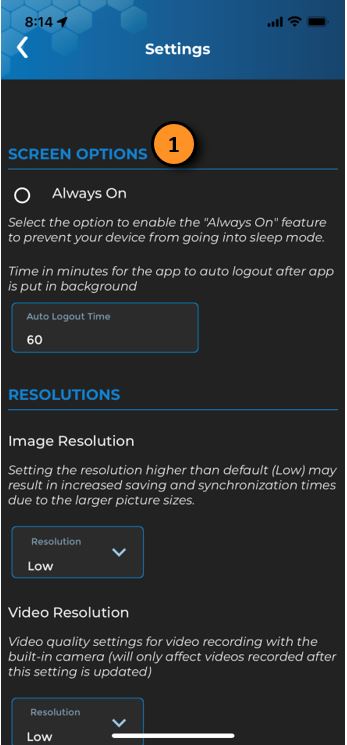 8:14
Settings
SCREEN OPTIONS
1
Always On
Select the option to enable the "Always On" feature
to prevent your device from going into sleep mode.
Time in minutes for the app to auto logout after app
is put in background
Auto Logout Time
60
RESOLUTIONS
Image Resolution
Setting the resolution higher than default (Low) may
result in increased saving and synchronization times
due to the larger picture sizes.
Resolution
Low
Video Resolution
Video quality settings for video recording with the
built-in camera (will only affect videos recorded after
this setting is updated)
Resolution
Low